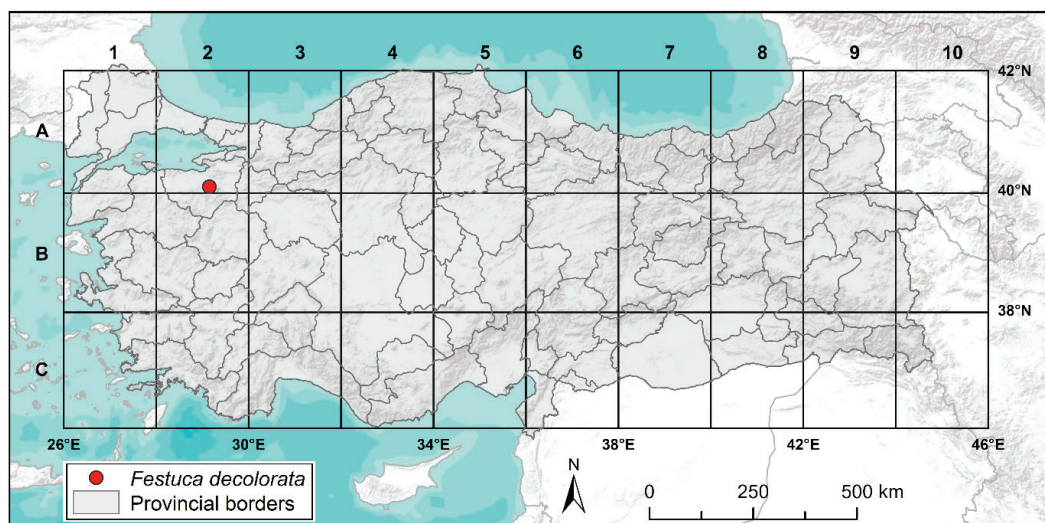 1 2 3 4 5 6 7 8 9 10
42°N
A
40°N
B
38°N
C
26°E 30°E 34°E 38°E 42°E 46°E
Festuca decolorata
Provincial borders
N
0 250 500 km